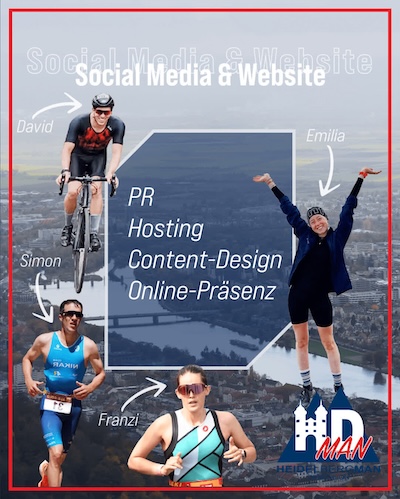 Social Media & Website
Social Media & Website
David
Emilia
PR
Hosting
Content-Design
Online-Präsenz
Simon
Franzi
HD
MAN
HEIDELBERGMAN